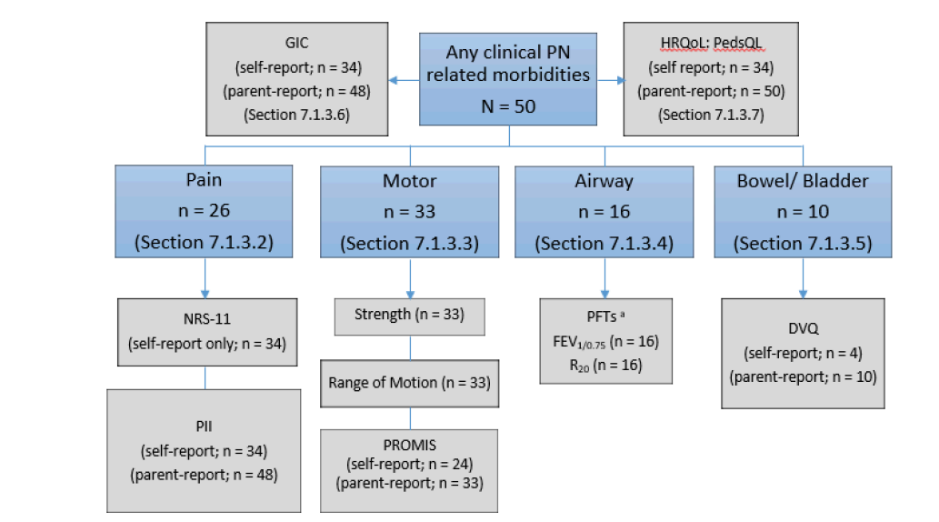 GIC
(self-report; n = 34)
(parent-report; n = 48)
(Section 7.1.3.6)
Any clinical PN
related morbidities
N = 50
HRQoL: PedsQL
(self report; n = 34)
(parent-report; n = 50)
(Section 7.1.3.7)
Pain
n = 26
(Section 7.1.3.2)
Motor
n = 33
(Section 7.1.3.3)
Airway
n = 16
(Section 7.1.3.4)
Bowel/ Bladder
n = 10
(Section 7.1.3.5)
NRS-11
(self-report only; n = 34)
PII
(self-report; n = 34)
(parent-report; n = 48)
Strength (n = 33)
Range of Motion (n = 33)
PROMIS
(self-report; n = 24)
(parent-report; n = 33)
PFTs a
FEV1/0.75 (n = 16)
R20 (n = 16)
DVQ
(self-report; n = 4)
(parent-report; n = 10)